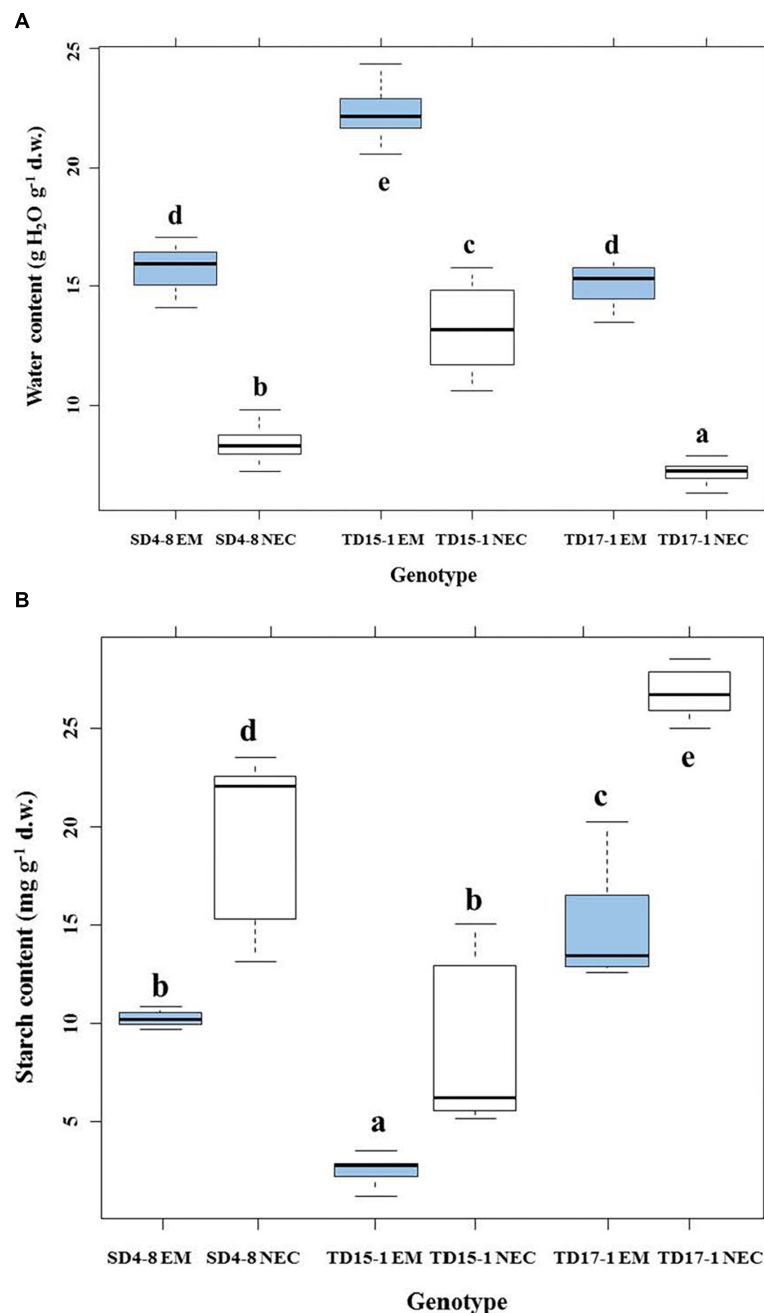 A
Water content (g H₂O g⁻¹ d.w.)
25
20
15
10
d
b
e
c
d
a
SD4-8 EM SD4-8 NEC TD15-1 EM TD15-1 NEC TD17-1 EM TD17-1 NEC
Genotype
B
Starch content (mg g⁻¹ d.w.)
25
20
15
10
5
b
d
a
b
c
e
SD4-8 EM SD4-8 NEC TD15-1 EM TD15-1 NEC TD17-1 EM TD17-1 NEC
Genotype